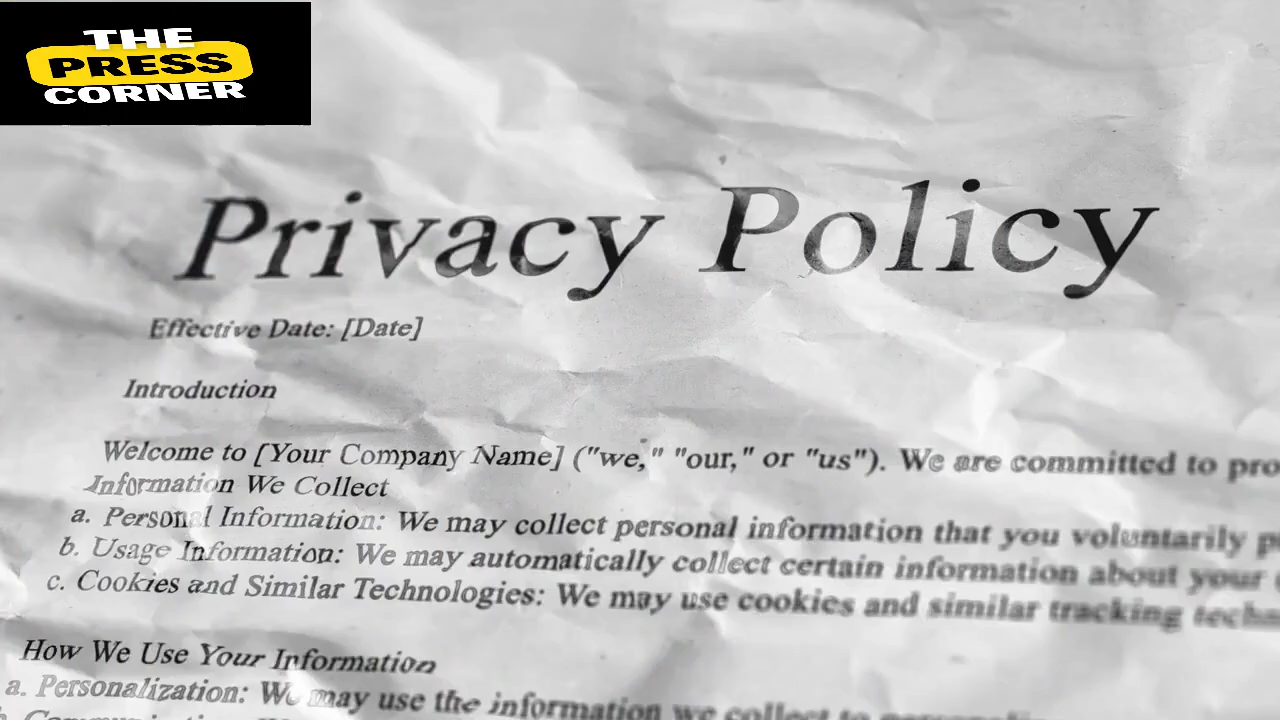 THE
PRESS
CORNER
Privacy Policy
Effective Date: [Date]
Introduction
Welcome to [Your Company Name] ("we," "our," or "us"). We are committed to pro
Information We Collect
a. Personal Information: We may collect personal information that you voluntarily p
b. Usage Information: We may automatically collect certain information about your
c. Cookies and Similar Technologies: We may use cookies and similar tracking techn
How We Use Your Information
a. Personalization: We may use the information we collect to